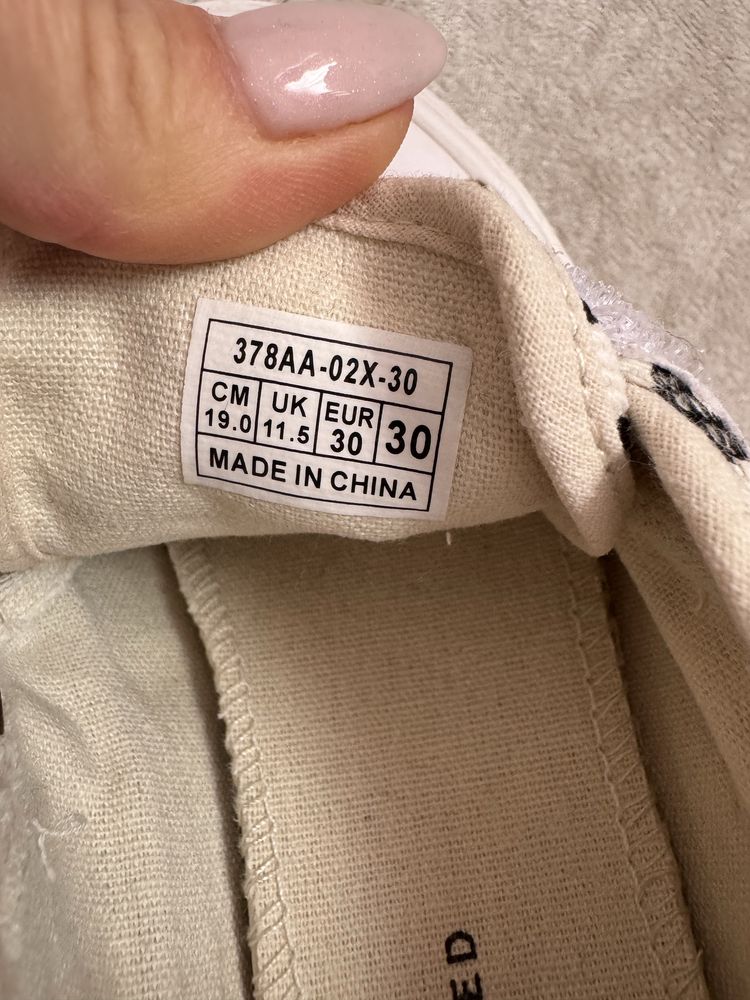 378AA-02X-30
CM UK EUR 30
19.0 11.5 30
MADE IN CHINA